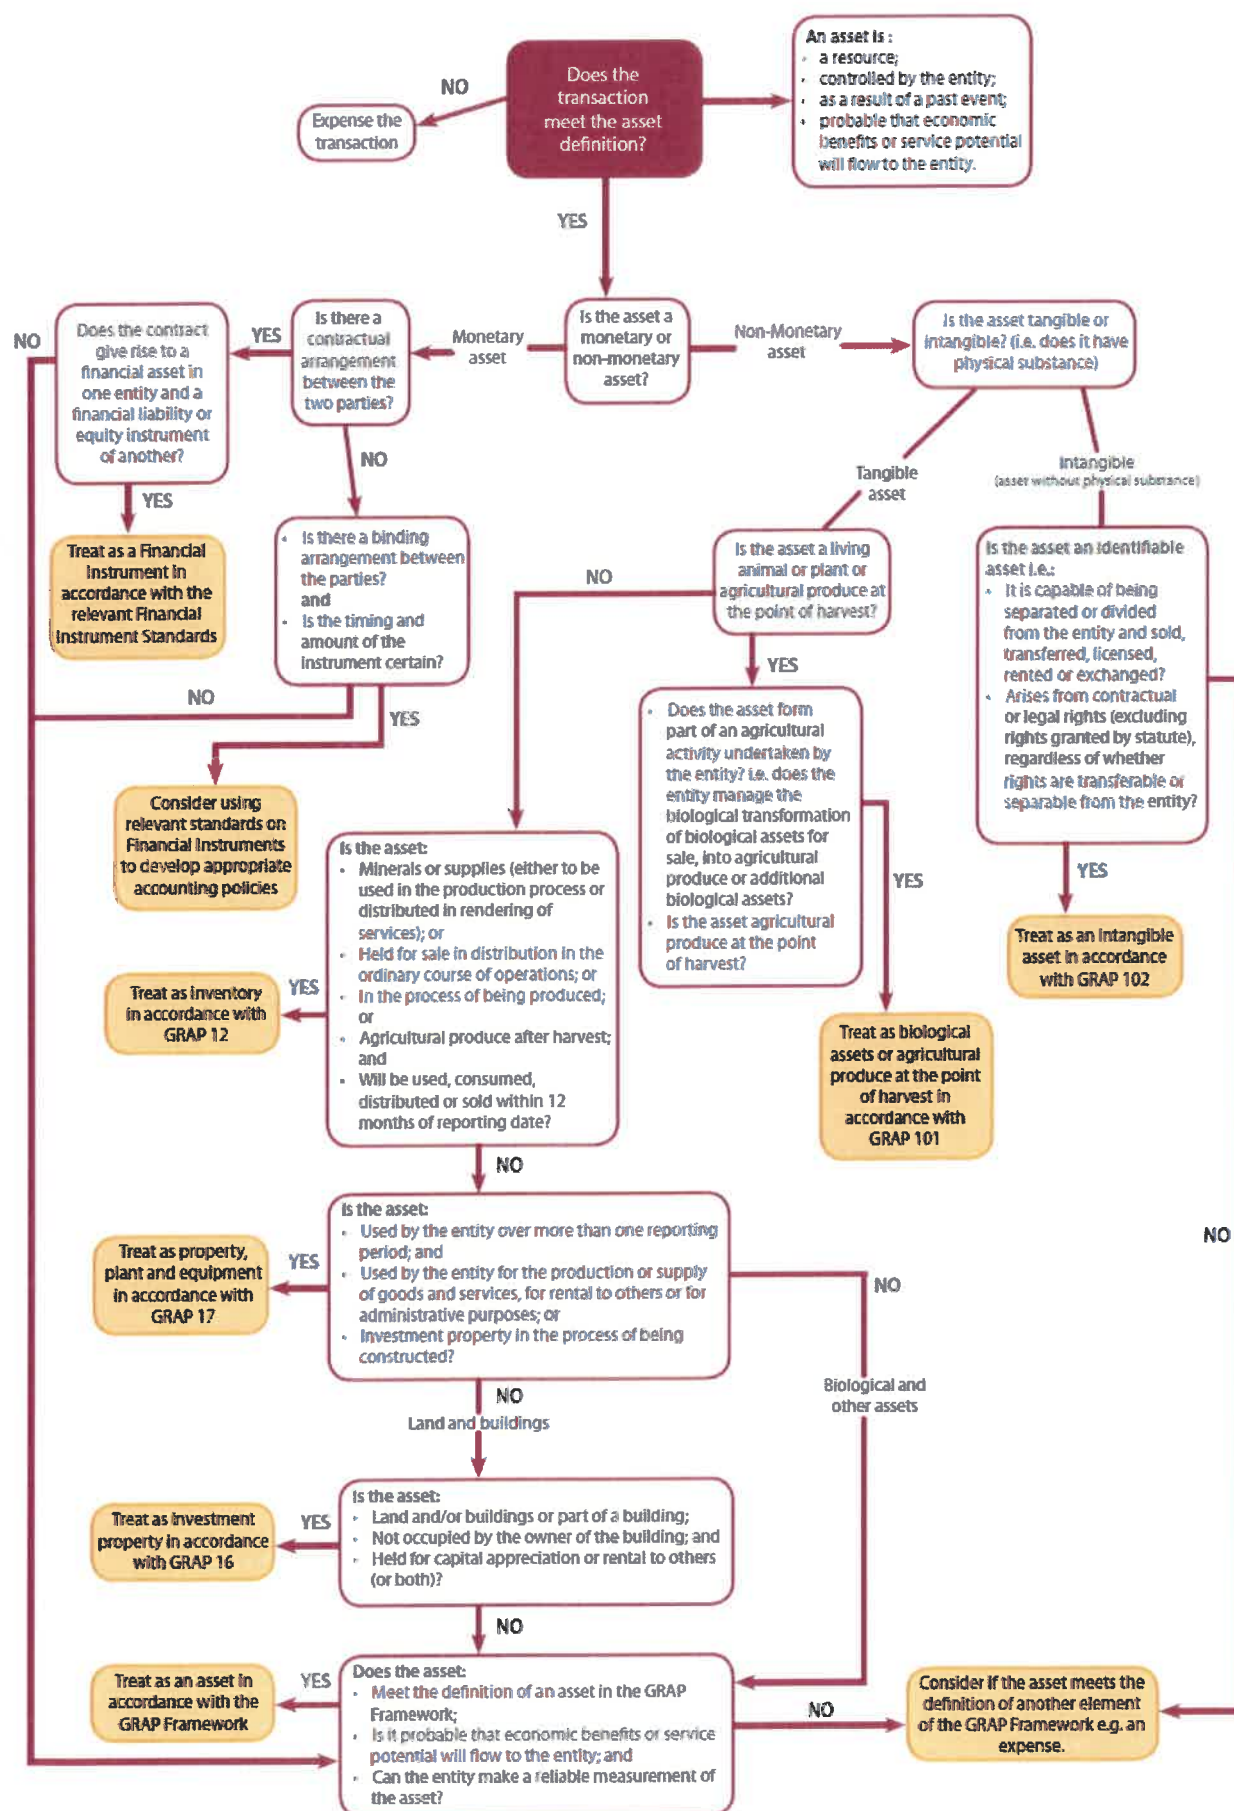 Does the
transaction
meet the asset
definition?
NO
Expense the
transaction
An asset is :
• a resource;
• controlled by the entity;
• as a result of a past event;
• probable that economic
benefits or service potential
will flow to the entity.
YES
Is the asset a
monetary or
non-monetary
asset?
Monetary
asset
Non-Monetary
asset
Is there a
contractual
arrangement
between the
two parties?
YES
Does the contract
give rise to a
financial asset in
one entity and a
financial liability or
equity instrument
of another?
NO
YES
Treat as a Financial
Instrument in
accordance with the
relevant Financial
Instrument Standards
NO
• Is there a binding
arrangement between
the parties?
and
• Is the timing and
amount of the
instrument certain?
NO
YES
Consider using
relevant standards on
Financial Instruments
to develop appropriate
accounting policies
Is the asset tangible or
intangible? (i.e. does it have
physical substance)
Tangible
asset
Intangible
(asset without physical substance)
Is the asset a living
animal or plant or
agricultural produce at
the point of harvest?
NO
YES
• Does the asset form
part of an agricultural
activity undertaken by
the entity? i.e. does the
entity manage the
biological transformation
of biological assets for
sale, into agricultural
produce or additional
biological assets?
• Is the asset agricultural
produce at the point
of harvest?
YES
Treat as biological
assets or agricultural
produce at the point
of harvest in
accordance with
GRAP 101
Is the asset an identifiable
asset i.e.:
• It is capable of being
separated or divided
from the entity and sold,
transferred, licensed,
rented or exchanged?
• Arises from contractual
or legal rights (excluding
rights granted by statute),
regardless of whether
rights are transferable or
separable from the entity?
YES
Treat as an intangible
asset in accordance
with GRAP 102
NO
Is the asset:
• Minerals or supplies (either to be
used in the production process or
distributed in rendering of
services); or
• Held for sale in distribution in the
ordinary course of operations; or
• In the process of being produced;
or
• Agricultural produce after harvest;
and
• Will be used, consumed,
distributed or sold within 12
months of reporting date?
YES
Treat as inventory
in accordance with
GRAP 12
NO
Is the asset:
• Used by the entity over more than one reporting
period; and
• Used by the entity for the production or supply
of goods and services, for rental to others or for
administrative purposes; or
• Investment property in the process of being
constructed?
YES
Treat as property,
plant and equipment
in accordance with
GRAP 17
NO
Biological and
other assets
NO
Land and buildings
Is the asset:
• Land and/or buildings or part of a building;
• Not occupied by the owner of the building; and
• Held for capital appreciation or rental to others
(or both)?
YES
Treat as investment
property in accordance
with GRAP 16
NO
Does the asset:
• Meet the definition of an asset in the GRAP
Framework;
• Is it probable that economic benefits or service
potential will flow to the entity; and
• Can the entity make a reliable measurement of
the asset?
YES
Treat as an asset in
accordance with the
GRAP Framework
NO
Consider if the asset meets the
definition of another element
of the GRAP Framework e.g. an
expense.